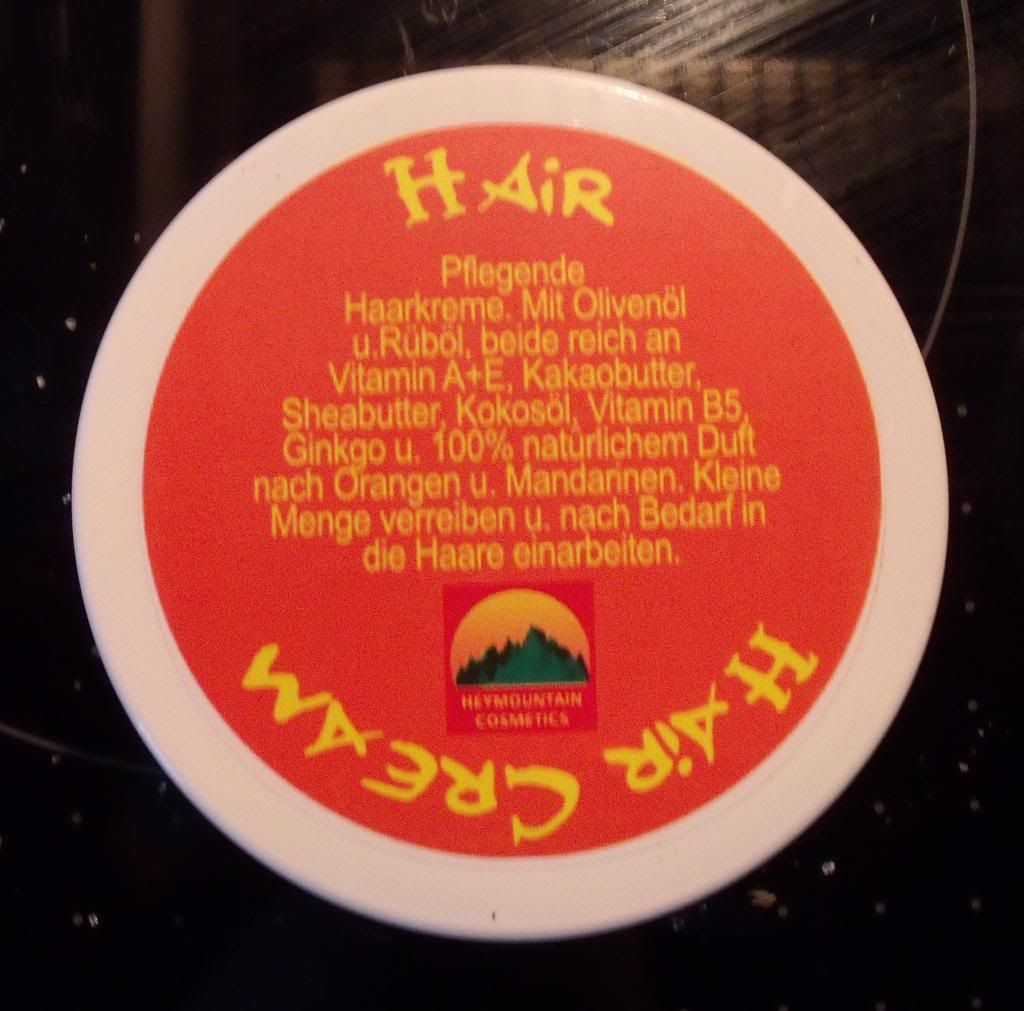 HAiR
Pflegende
Haarkreme. Mit Olivenöl
u.Rüböl, beide reich an
Vitamin A+E, Kakaobutter,
Sheabutter, Kokosöl, Vitamin B5,
Ginkgo u. 100% natürlichem Duft
nach Orangen u. Mandarinen. Kleine
Menge verreiben u. nach Bedarf in
die Haare einarbeiten.
HEYMOUNTAIN
COSMETICS
HAiR CREAM